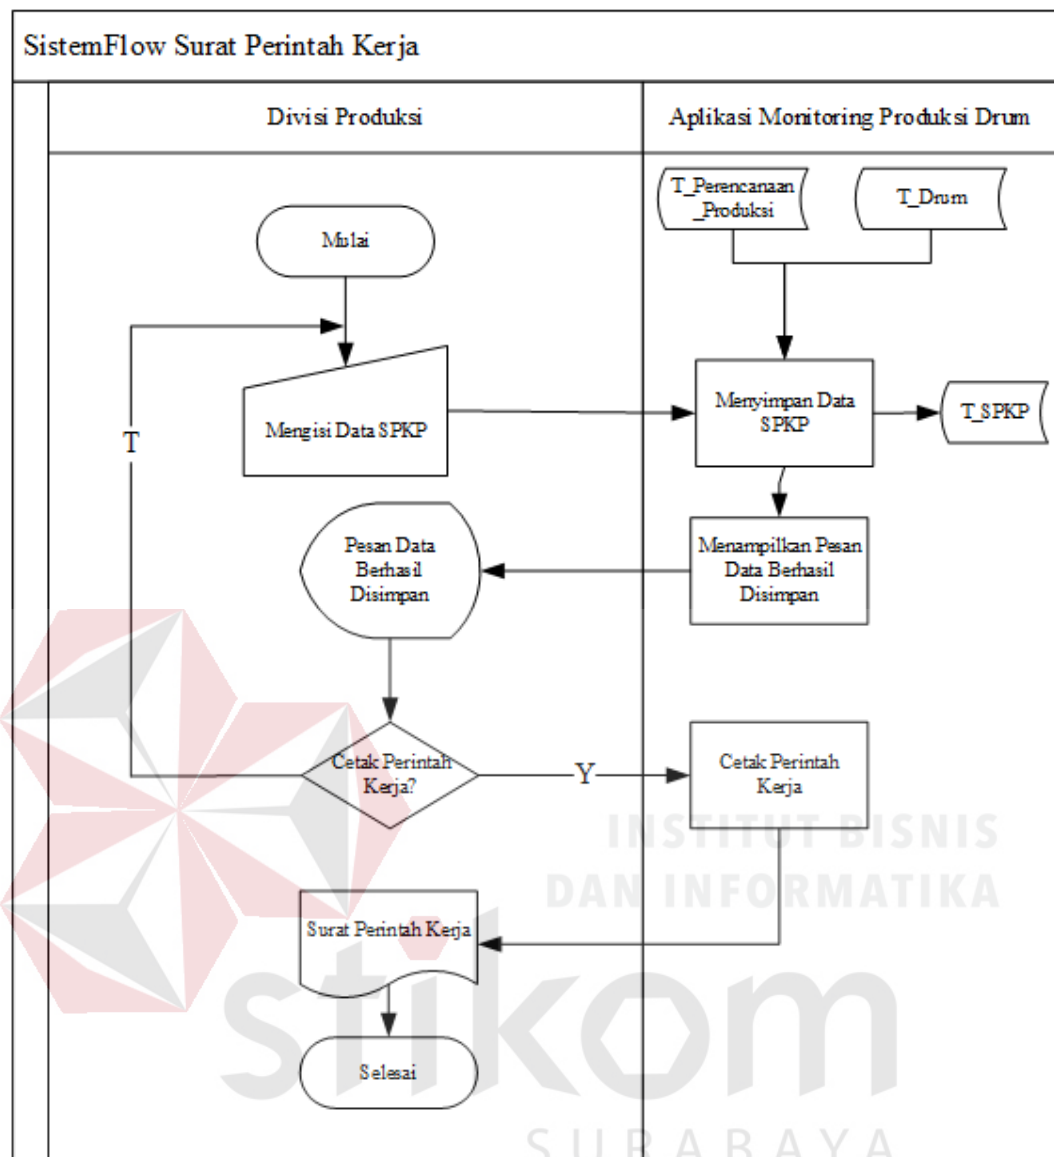 SistemFlow Surat Perintah Kerja
Divisi Produksi
Aplikasi Monitoring Produksi Drum
T_Perencanaan
_Produksi
T_Drum
Mulai
Mengisi Data SPKP
Menyimpan Data
SPKP
T_SPKP
T
Pesan Data
Berhasil
Disimpan
Menampilkan Pesan
Data Berhasil
Disimpan
Cetak Perintah
Kerja?
Y
Cetak Perintah
Kerja
INSTITUT BISNIS
DAN INFORMATIKA
Surat Perintah Kerja
stikom
Selesai
SURABAYA